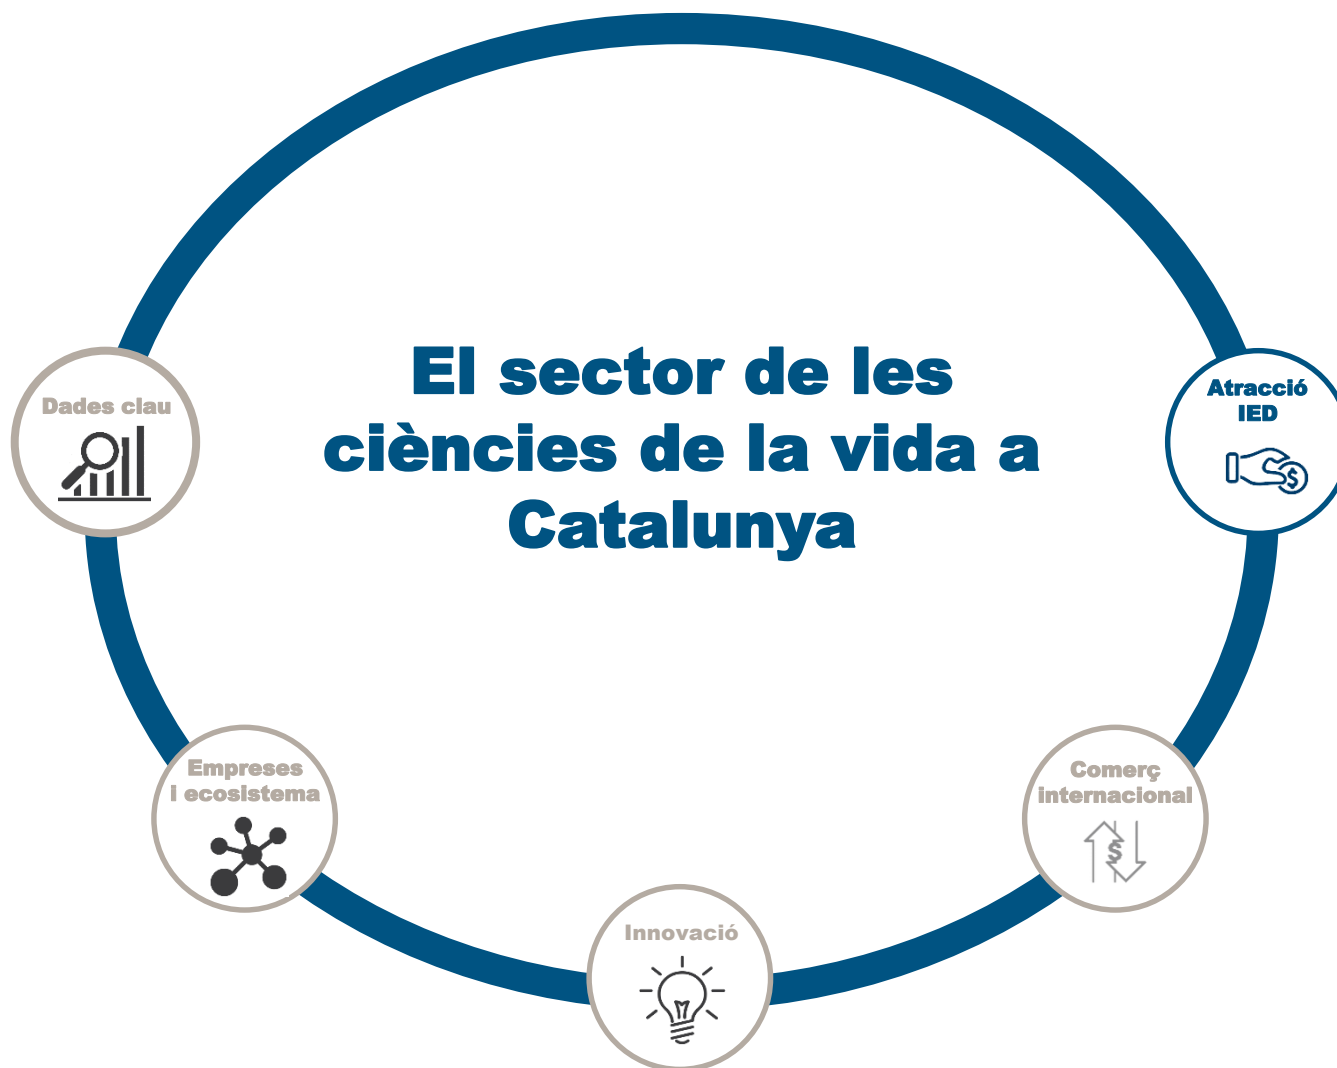 El sector de les
ciències de la vida a
Catalunya
Dades clau
Atracció
IED
Empreses
i ecosistema
Comerç
internacional
$
Innovació
$